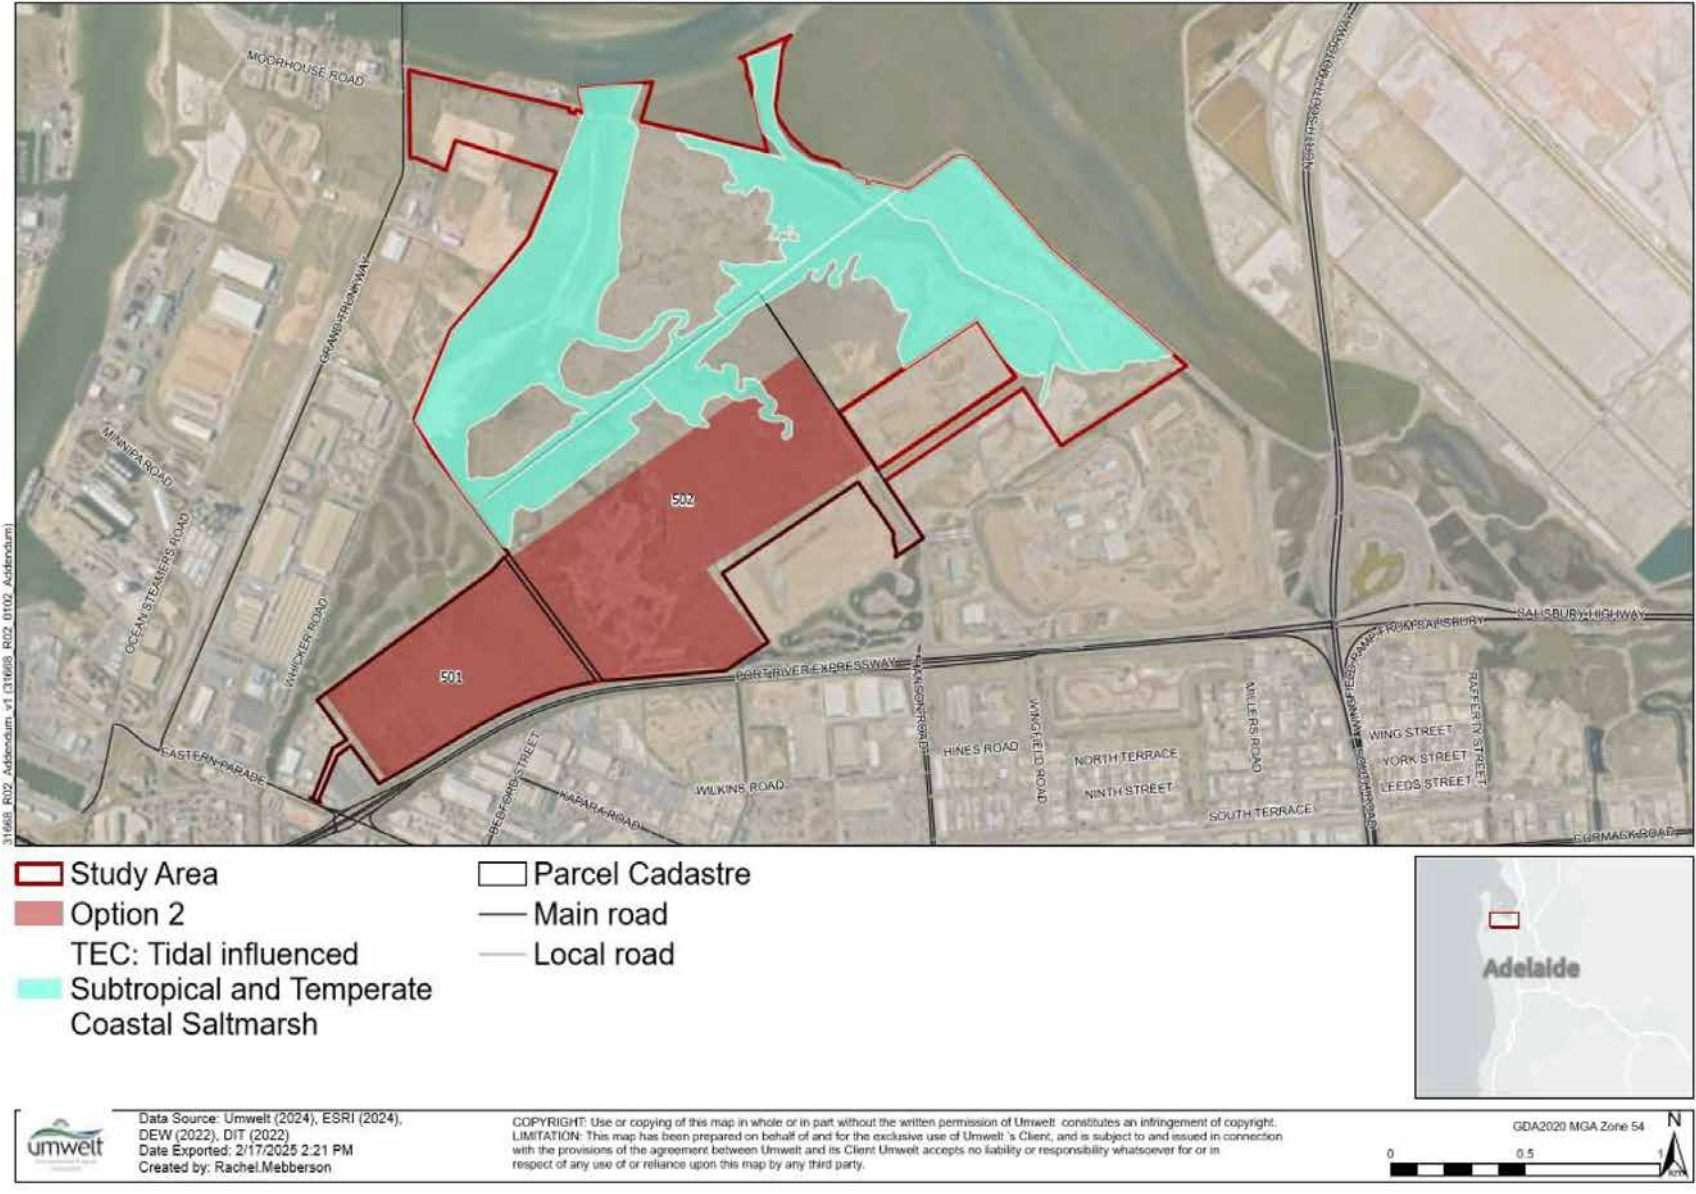 MOORHOUSE ROAD
NORTH-SOUTH MOTORWAY
GRAND TRUNKWAY
MINNIPA ROAD
502
OCEAN STEAMERS ROAD
WHICKER ROAD
SALISBURY HIGHWAY
RAMP FROM SALISBURY
501
PORT RIVER EXPRESSWAY
EASTERN PARADE
BEDFORD STREET
WINGFIELD ROAD
MILLERS ROAD
RAFFERTY STREET
HINES ROAD
NORTH TERRACE
WING STREET
YORK STREET
LEEDS STREET
WILKINS ROAD
NINTH STREET
KAPARA ROAD
SOUTH TERRACE
CORMACK ROAD
31668_R02_Addendum_v1 (31668_R02_0102_Addendum)
Study Area
Option 2
TEC: Tidal influenced
Subtropical and Temperate
Coastal Saltmarsh
Parcel Cadastre
Main road
Local road
Adelaide
umwelt
Data Source: Umwelt (2024), ESRI (2024),
DEW (2022), DIT (2022)
Date Exported: 2/17/2025 2:21 PM
Created by: Rachel.Mebberson
COPYRIGHT: Use or copying of this map in whole or in part without the written permission of Umwelt constitutes an infringement of copyright.
LIMITATION: This map has been prepared on behalf of and for the exclusive use of Umwelt 's Client, and is subject to and issued in connection
with the provisions of the agreement between Umwelt and its Client Umwelt accepts no liability or responsibility whatsoever for or in
respect of any use of or reliance upon this map by any third party.
GDA2020 MGA Zone 54
N
0 0.5 1
km